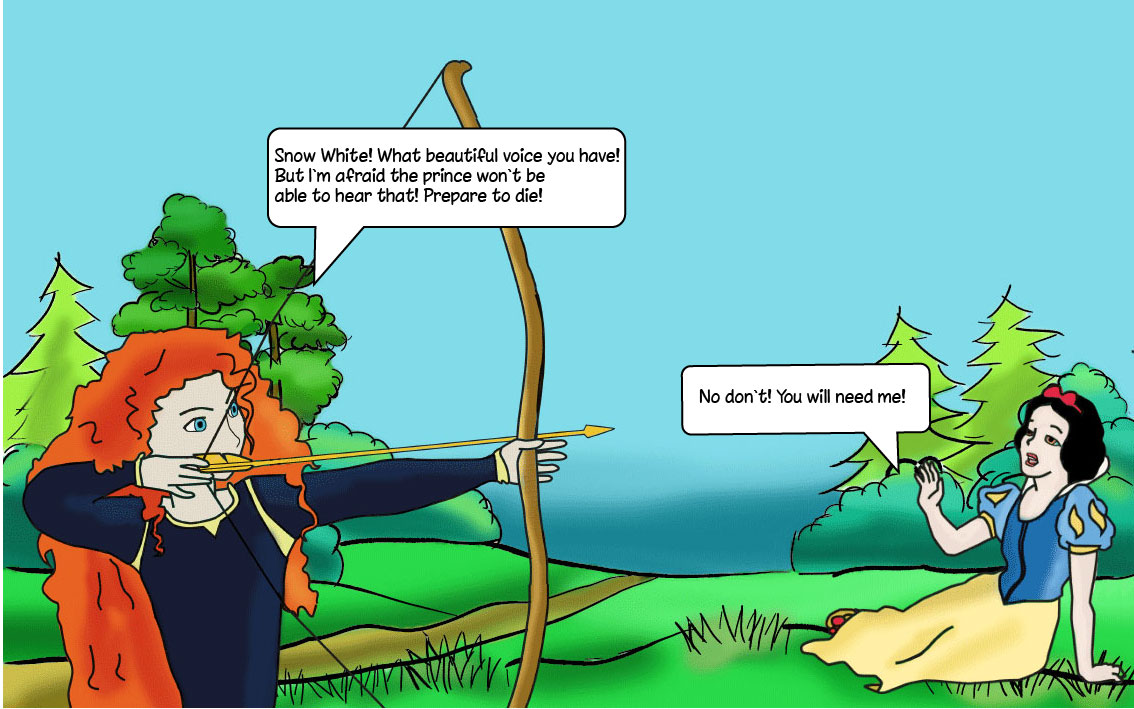 Snow White! What beautiful voice you have!
But I`m afraid the prince won`t be
able to hear that! Prepare to die!
No don`t! You will need me!